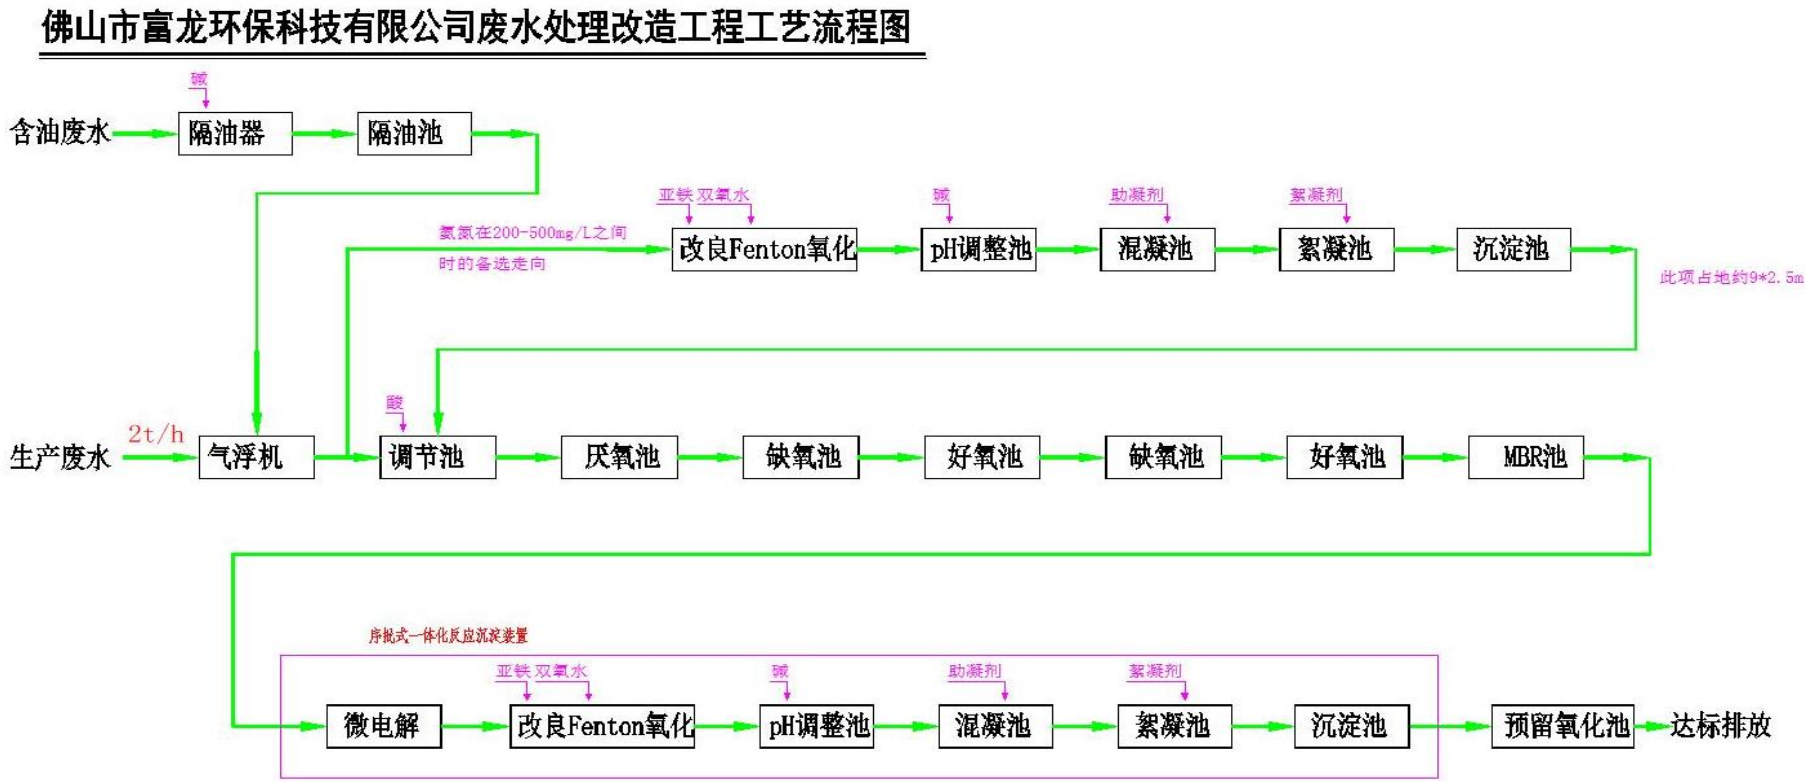 佛山市富龙环保科技有限公司废水处理改造工程工艺流程图
碱
含油废水
隔油器
隔油池
亚铁 双氧水
碱
助凝剂
絮凝剂
氨氮在200-500mg/L之间
时的备选走向
改良Fenton氧化
pH调整池
混凝池
絮凝池
沉淀池
此项占地约9*2.5m
酸
生产废水
2t/h
气浮机
调节池
厌氧池
缺氧池
好氧池
缺氧池
好氧池
MBR池
序批式一体化反应沉淀装置
亚铁 双氧水
碱
助凝剂
絮凝剂
微电解
改良Fenton氧化
pH调整池
混凝池
絮凝池
沉淀池
预留氧化池
达标排放